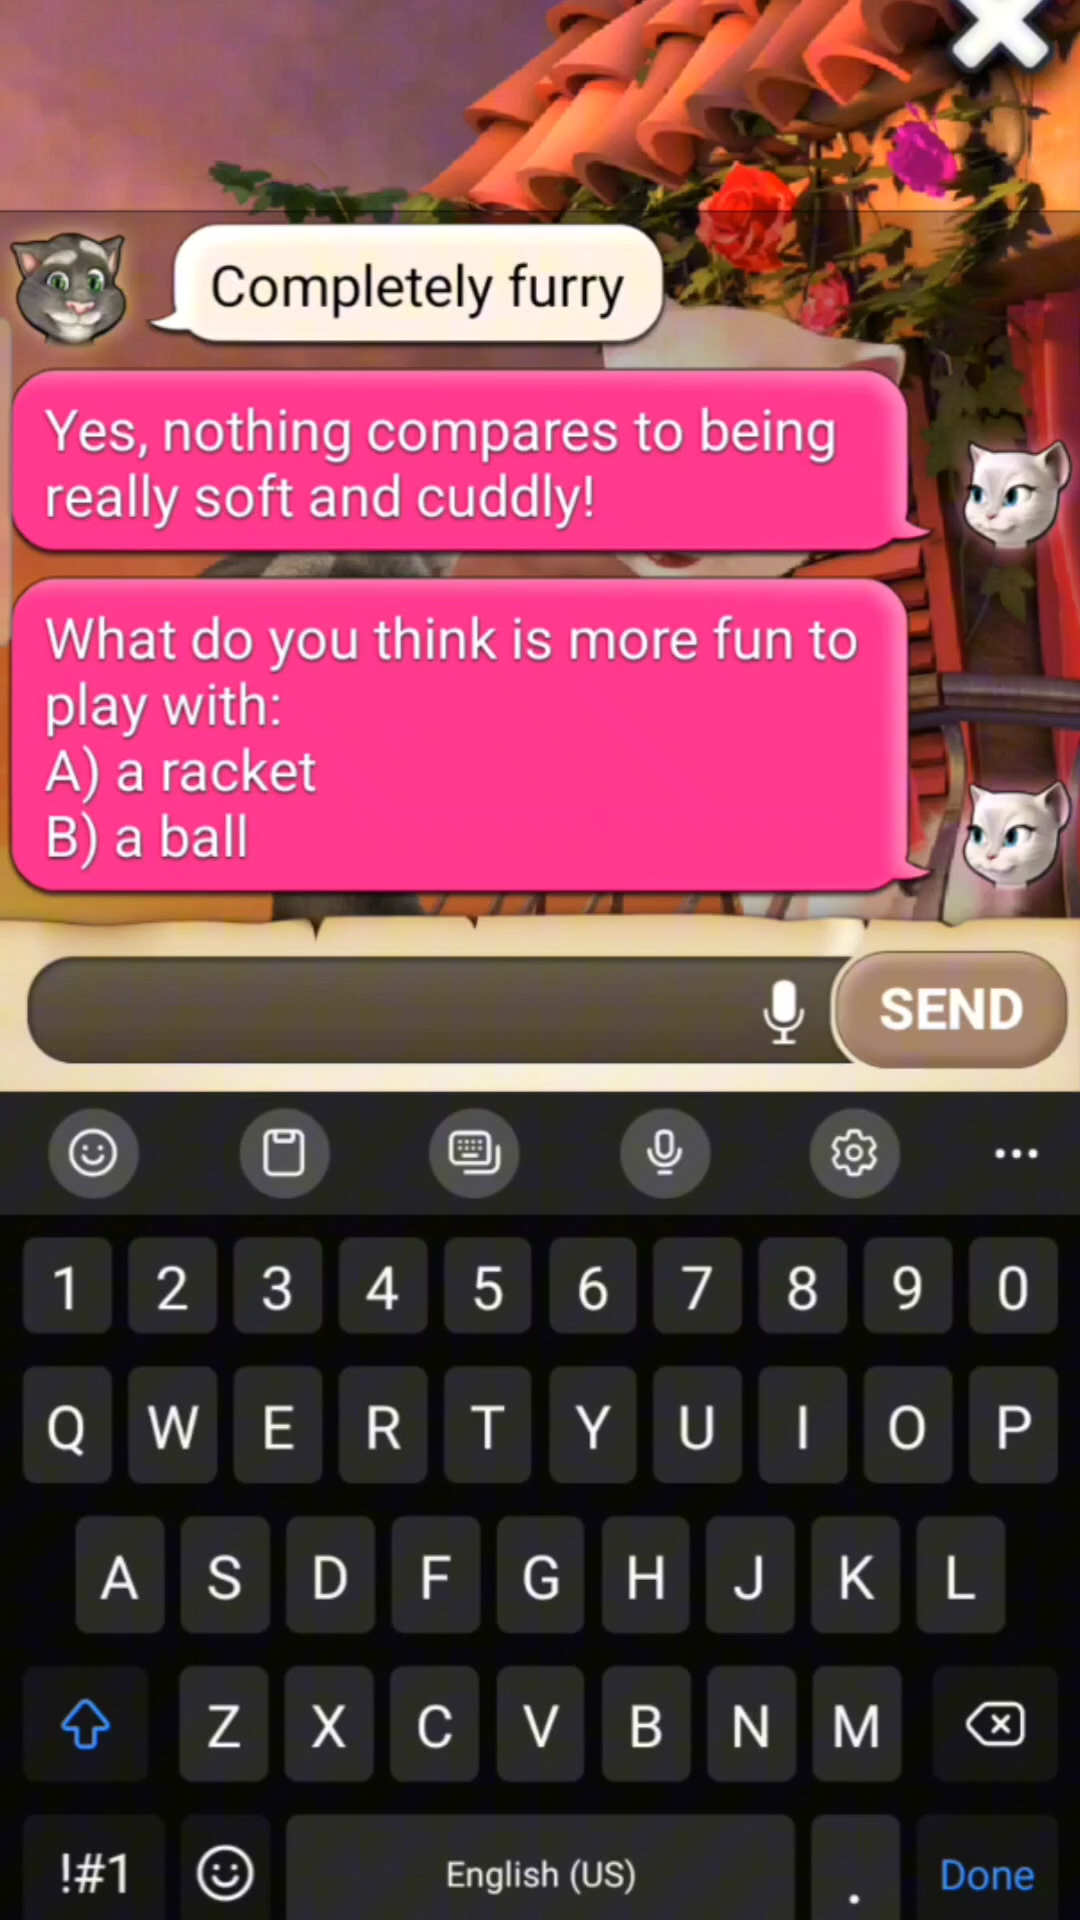 Completely furry
Yes, nothing compares to being
really soft and cuddly!
What do you think is more fun to
play with:
A) a racket
B) a ball
SEND
1 2 3 4 5 6 7 8 9 0
Q W E R T Y U I O P
A S D F G H J K L
Z X C V B N M
!#1 English (US) . Done